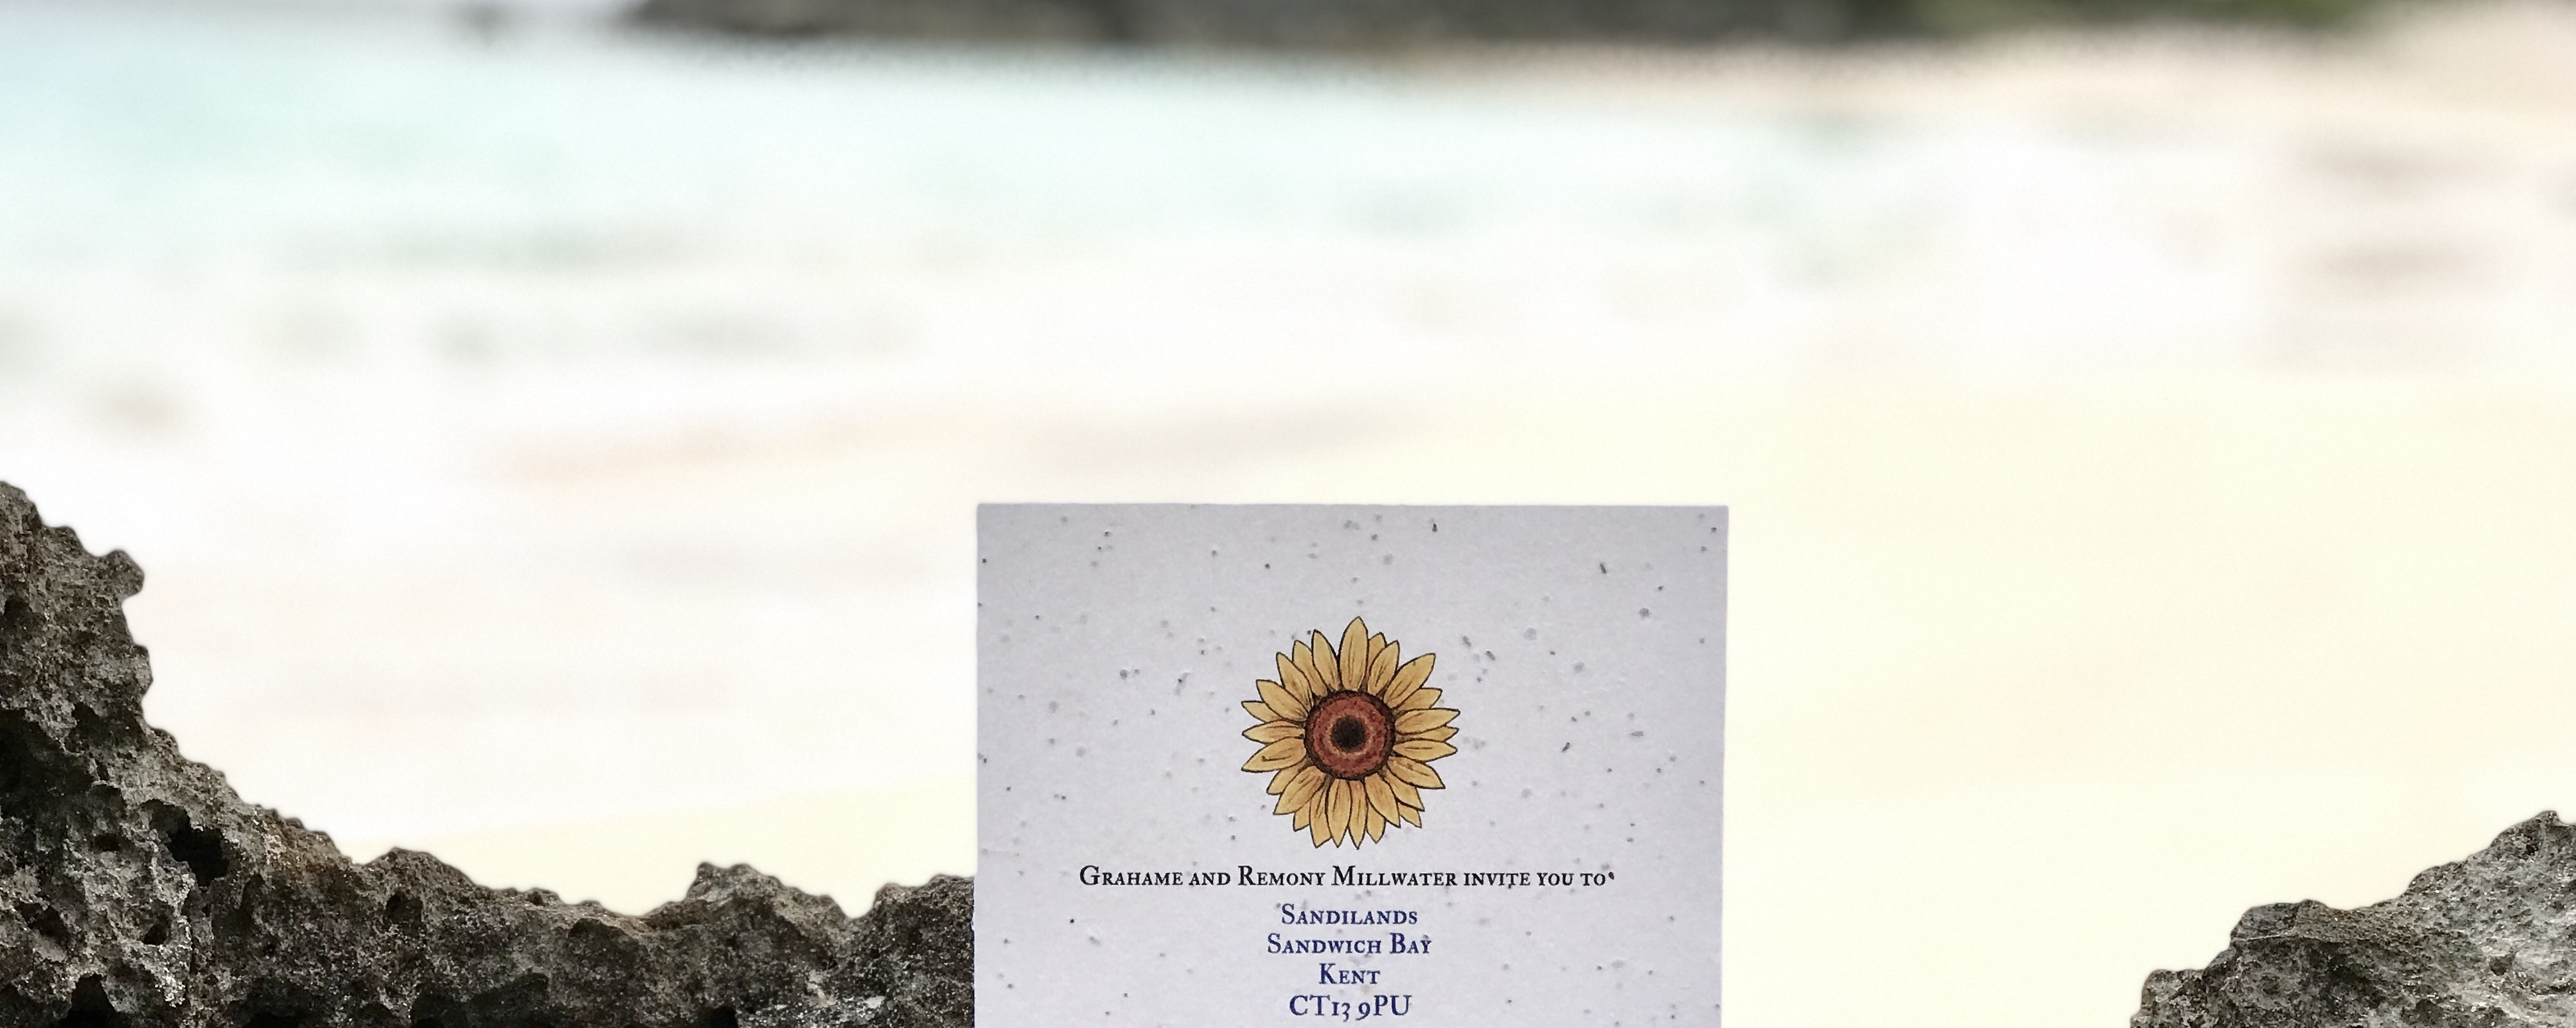 Grahame and Remony Millwater invite you to
Sandilands
Sandwich Bay
Kent
CT13 9PU